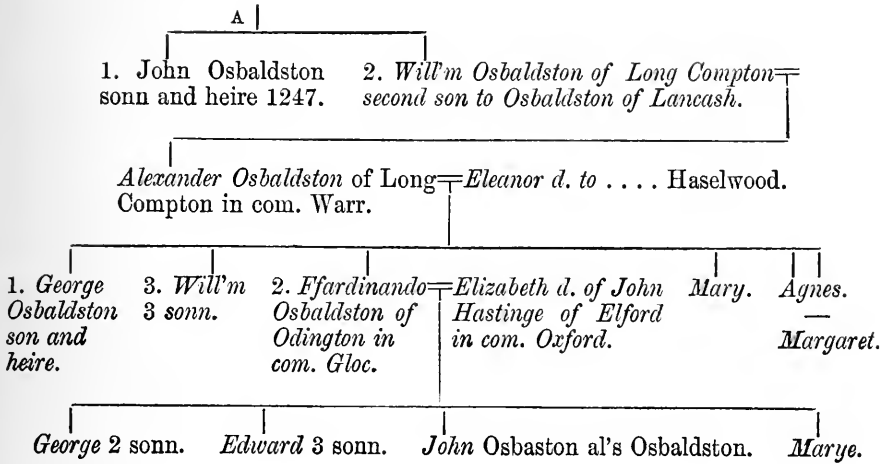 A
1. John Osbaldston
sonn and heire 1247.
2. Will'm Osbaldston of Long Compton
second son to Osbaldston of Lancash.
Alexander Osbaldston of Long
Compton in com. Warr.
Eleanor d. to .... Haselwood.
1. George
Osbaldston
son and
heire.
3. Will'm
3 sonn.
2. Ffardinando
Osbaldston of
Odington in
com. Gloc.
Elizabeth d. of John
Hastinge of Elford
in com. Oxford.
Mary.
Agnes.
—
Margaret.
George 2 sonn.
Edward 3 sonn.
John Osbaston al's Osbaldston.
Marye.